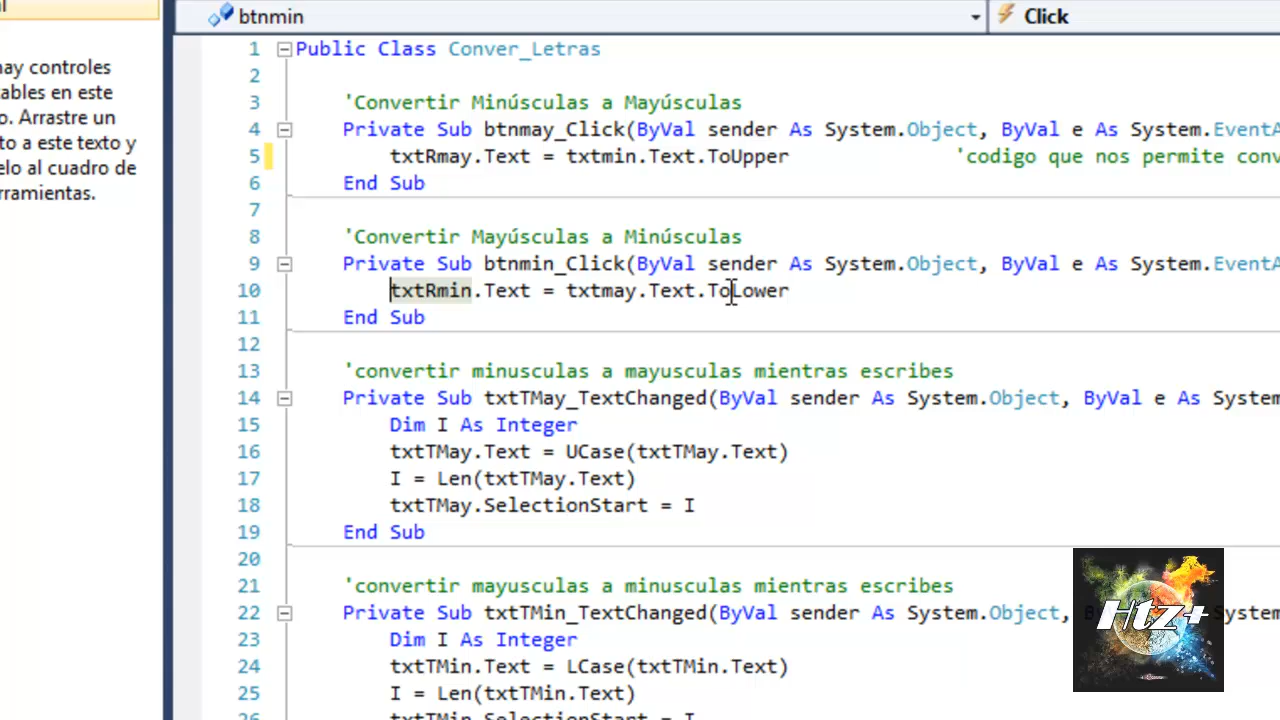 btnmin
Click
nay controles
ables en este
o. Arrastre un
to a este texto y
elo al cuadro de
rramientas.
1 Public Class Conver_Letras
2
3 'Convertir Minúsculas a Mayúsculas
4 Private Sub btnmay_Click(ByVal sender As System.Object, ByVal e As System.EventA
5 txtRmay.Text = txtmin.Text.ToUpper 'codigo que nos permite conv
6 End Sub
7
8 'Convertir Mayúsculas a Minúsculas
9 Private Sub btnmin_Click(ByVal sender As System.Object, ByVal e As System.EventA
10 txtRmin.Text = txtmay.Text.ToLower
11 End Sub
12
13 'convertir minusculas a mayusculas mientras escribes
14 Private Sub txtTMay_TextChanged(ByVal sender As System.Object, ByVal e As System
15 Dim I As Integer
16 txtTMay.Text = UCase(txtTMay.Text)
17 I = Len(txtTMay.Text)
18 txtTMay.SelectionStart = I
19 End Sub
20
21 'convertir mayusculas a minusculas mientras escribes
22 Private Sub txtTMin_TextChanged(ByVal sender As System.Object, System
23 Dim I As Integer
24 txtTMin.Text = LCase(txtTMin.Text)
25 I = Len(txtTMin.Text)
26 txtTMin.SelectionStart = I
Htz+